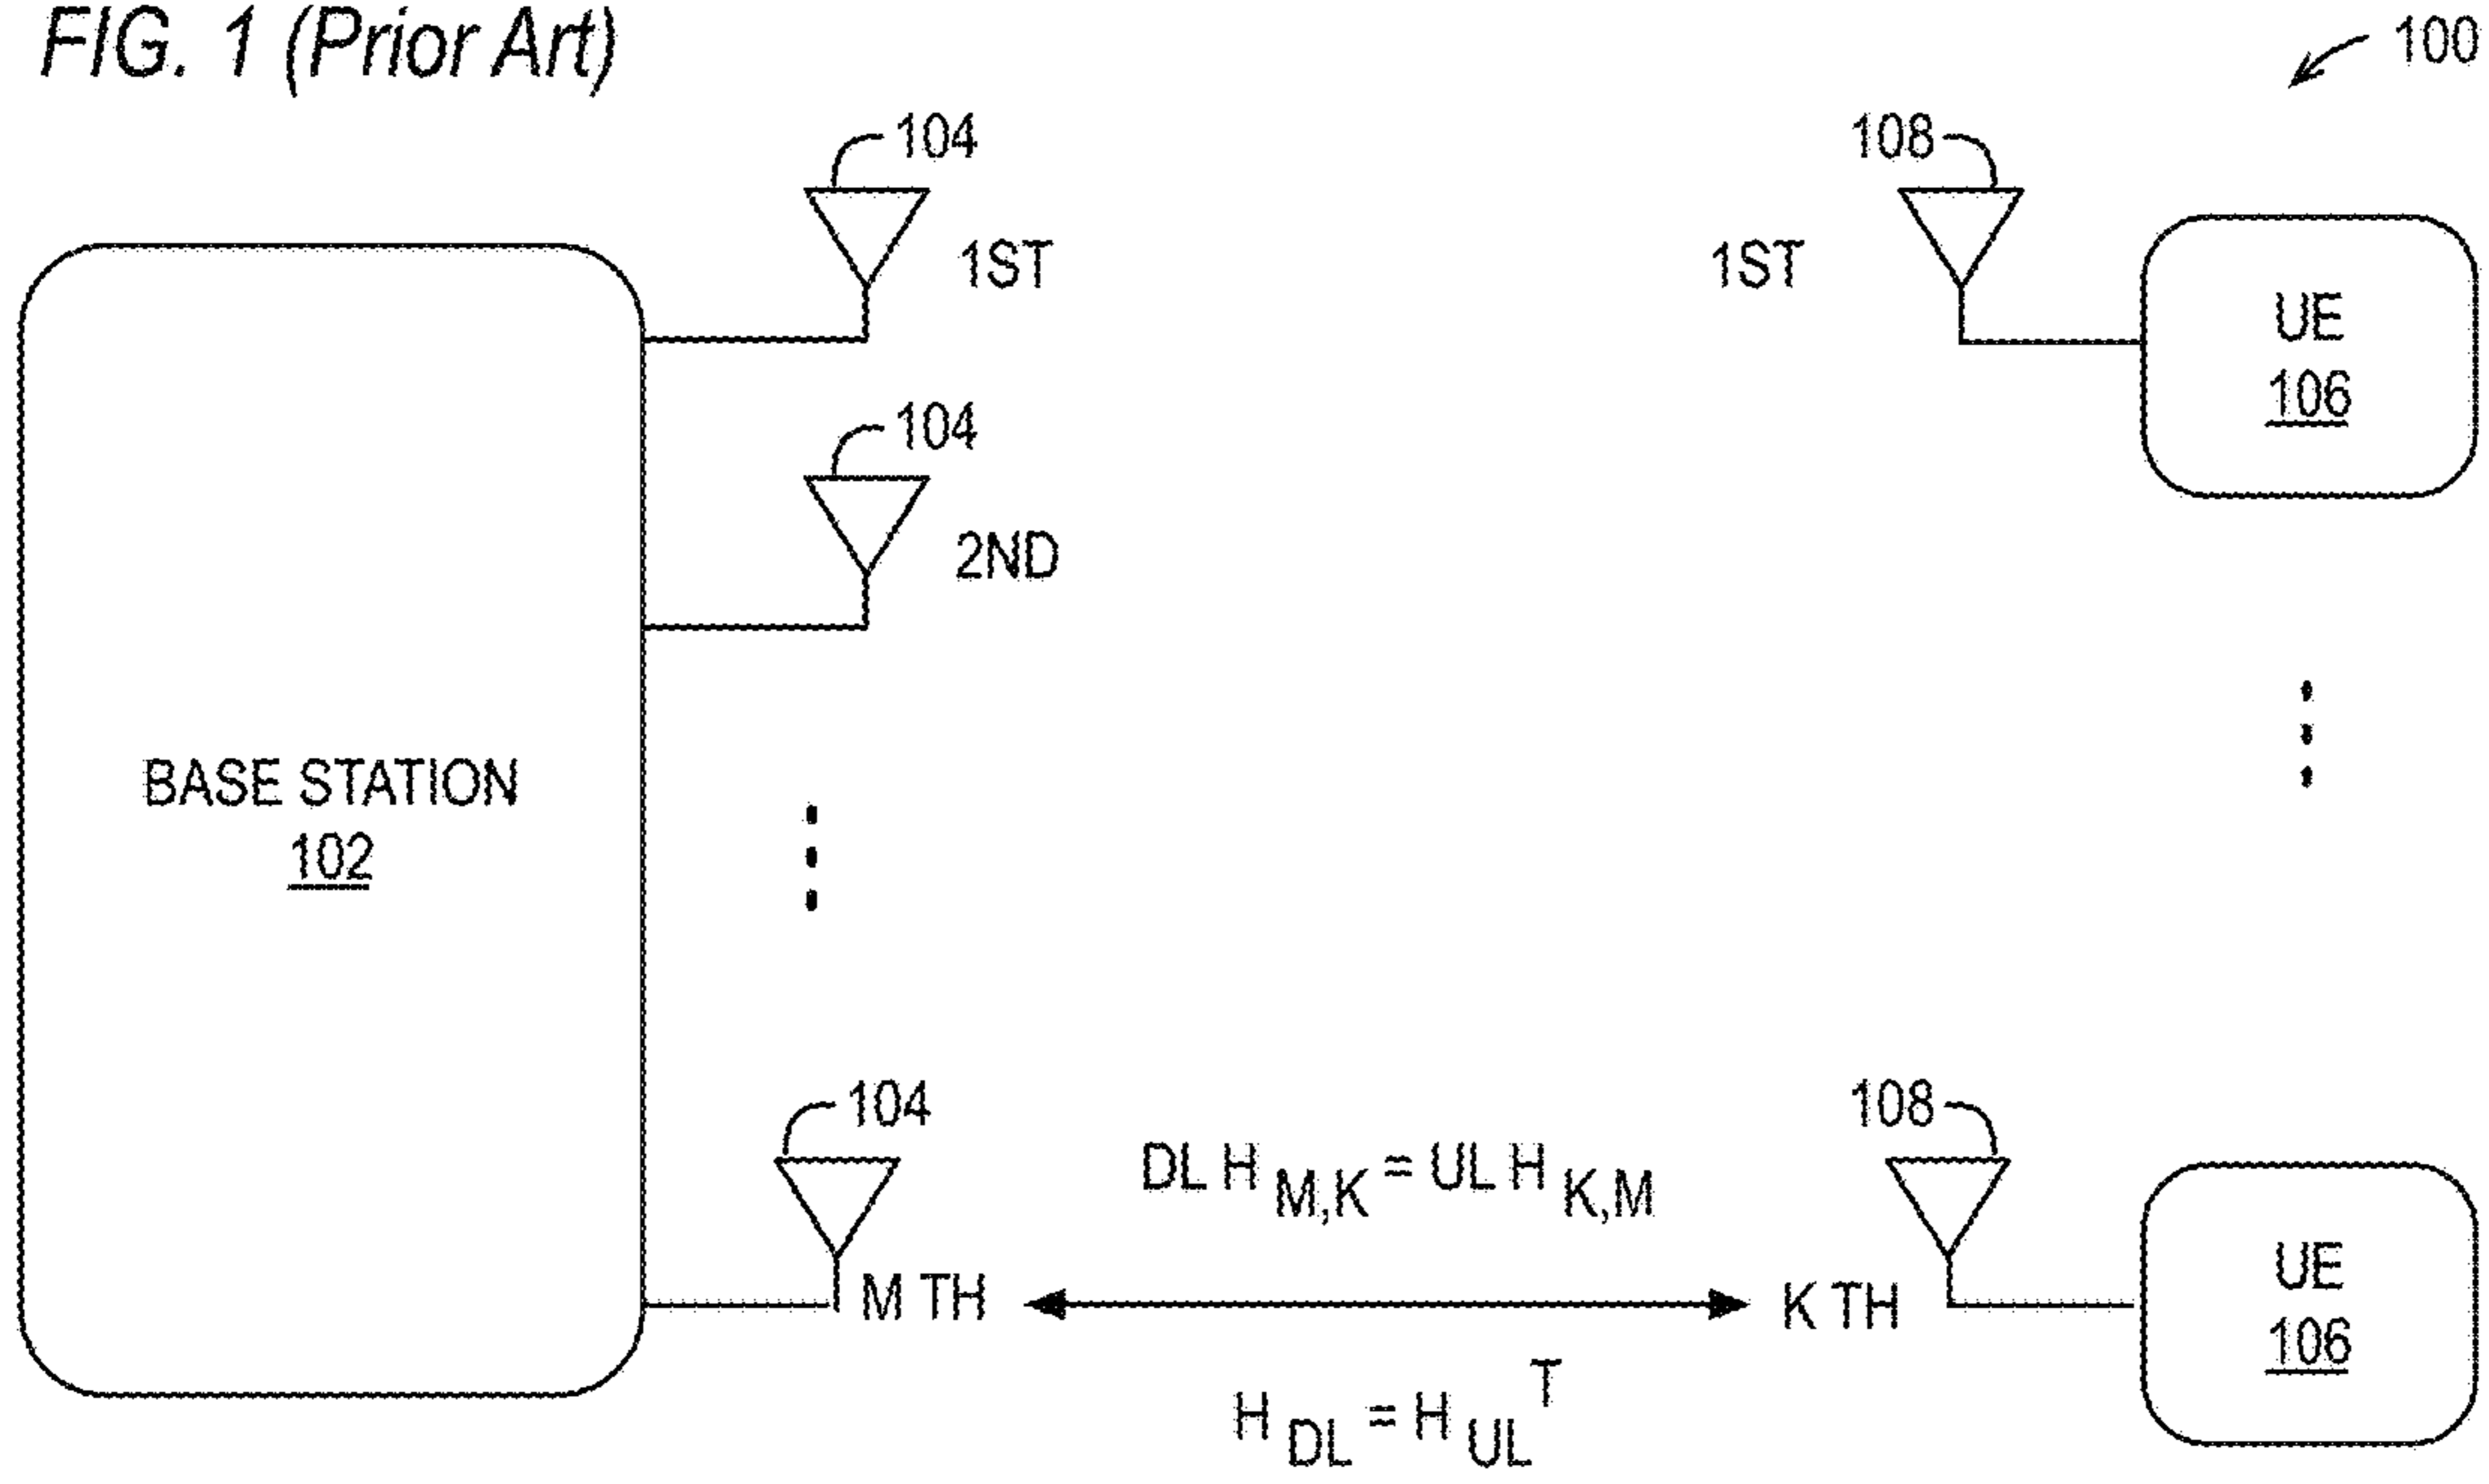 FIG. 1 (Prior Art)
100
104
108
1ST
1ST
UE
106
104
2ND
BASE STATION
102
104
108
DL H M,K = UL H K,M
M TH
K TH
UE
106
H DL = H UL T